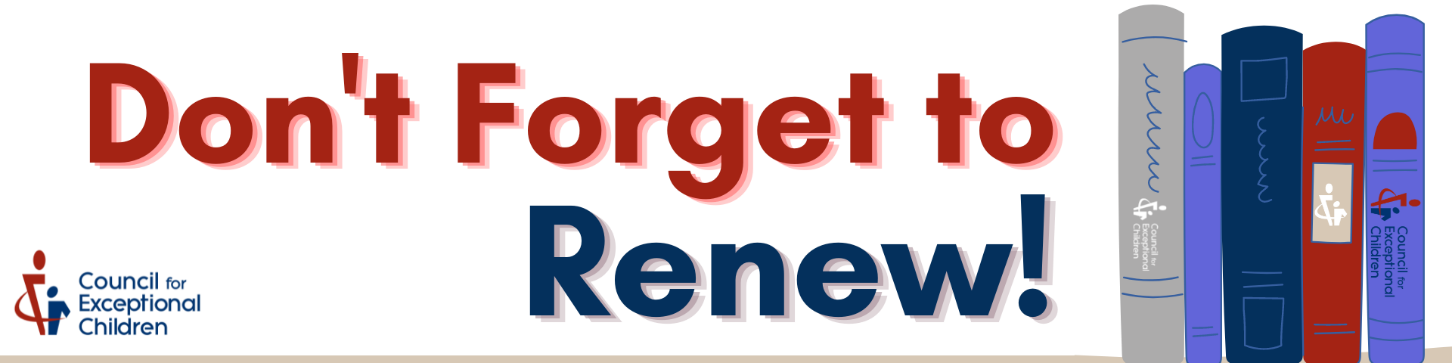 Don't Forget to
Renew!
Council for
Exceptional
Children
Council for
Exceptional
Children
Council for
Exceptional
Children